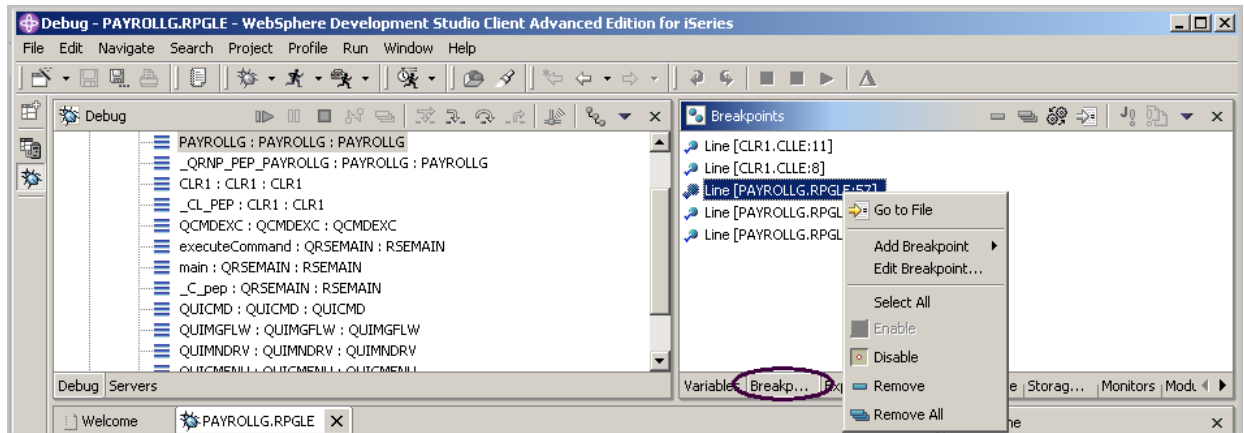 Debug - PAYROLLG.RPGLE - WebSphere Development Studio Client Advanced Edition for iSeries
File Edit Navigate Search Project Profile Run Window Help
Debug
PAYROLLG : PAYROLLG : PAYROLLG
_QRNP_PEP_PAYROLLG : PAYROLLG : PAYROLLG
CLR1 : CLR1 : CLR1
_CL_PEP : CLR1 : CLR1
QCMDEXC : QCMDEXC : QCMDEXC
executeCommand : QRSEMAIN : RSEMAIN
main : QRSEMAIN : RSEMAIN
_C_pep : QRSEMAIN : RSEMAIN
QUICMD : QUICMD : QUICMD
QUIMGFLW : QUIMGFLW : QUIMGFLW
QUIMNDRV : QUIMNDRV : QUIMNDRV
QUICMENU : QUICMENU : QUICMENU
Debug Servers
Breakpoints
Line [CLR1.CLLE:11]
Line [CLR1.CLLE:8]
Line [PAYROLLG.RPGLE:57]
Line [PAYROLLG.RPGL
Line [PAYROLLG.RPGL
Go to File
Add Breakpoint
Edit Breakpoint...
Select All
Enable
Disable
Remove
Remove All
Variables Breakp... Storag... Monitors
Welcome PAYROLLG.RPGLE